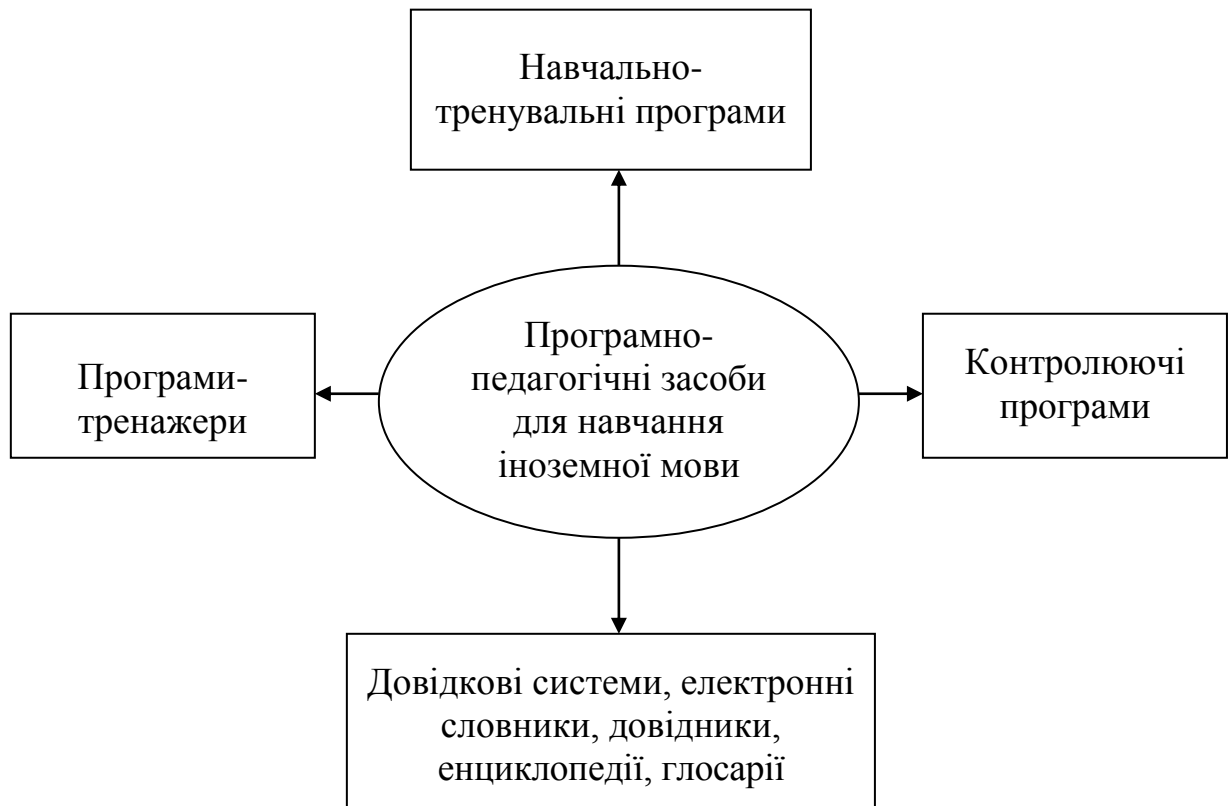 Навчально-
тренувальні програми
Програми-
тренажери
Програмно-
педагогічні засоби
для навчання
іноземної мови
Контролюючі
програми
Довідкові системи, електронні
словники, довідники,
енциклопедії, глосарії